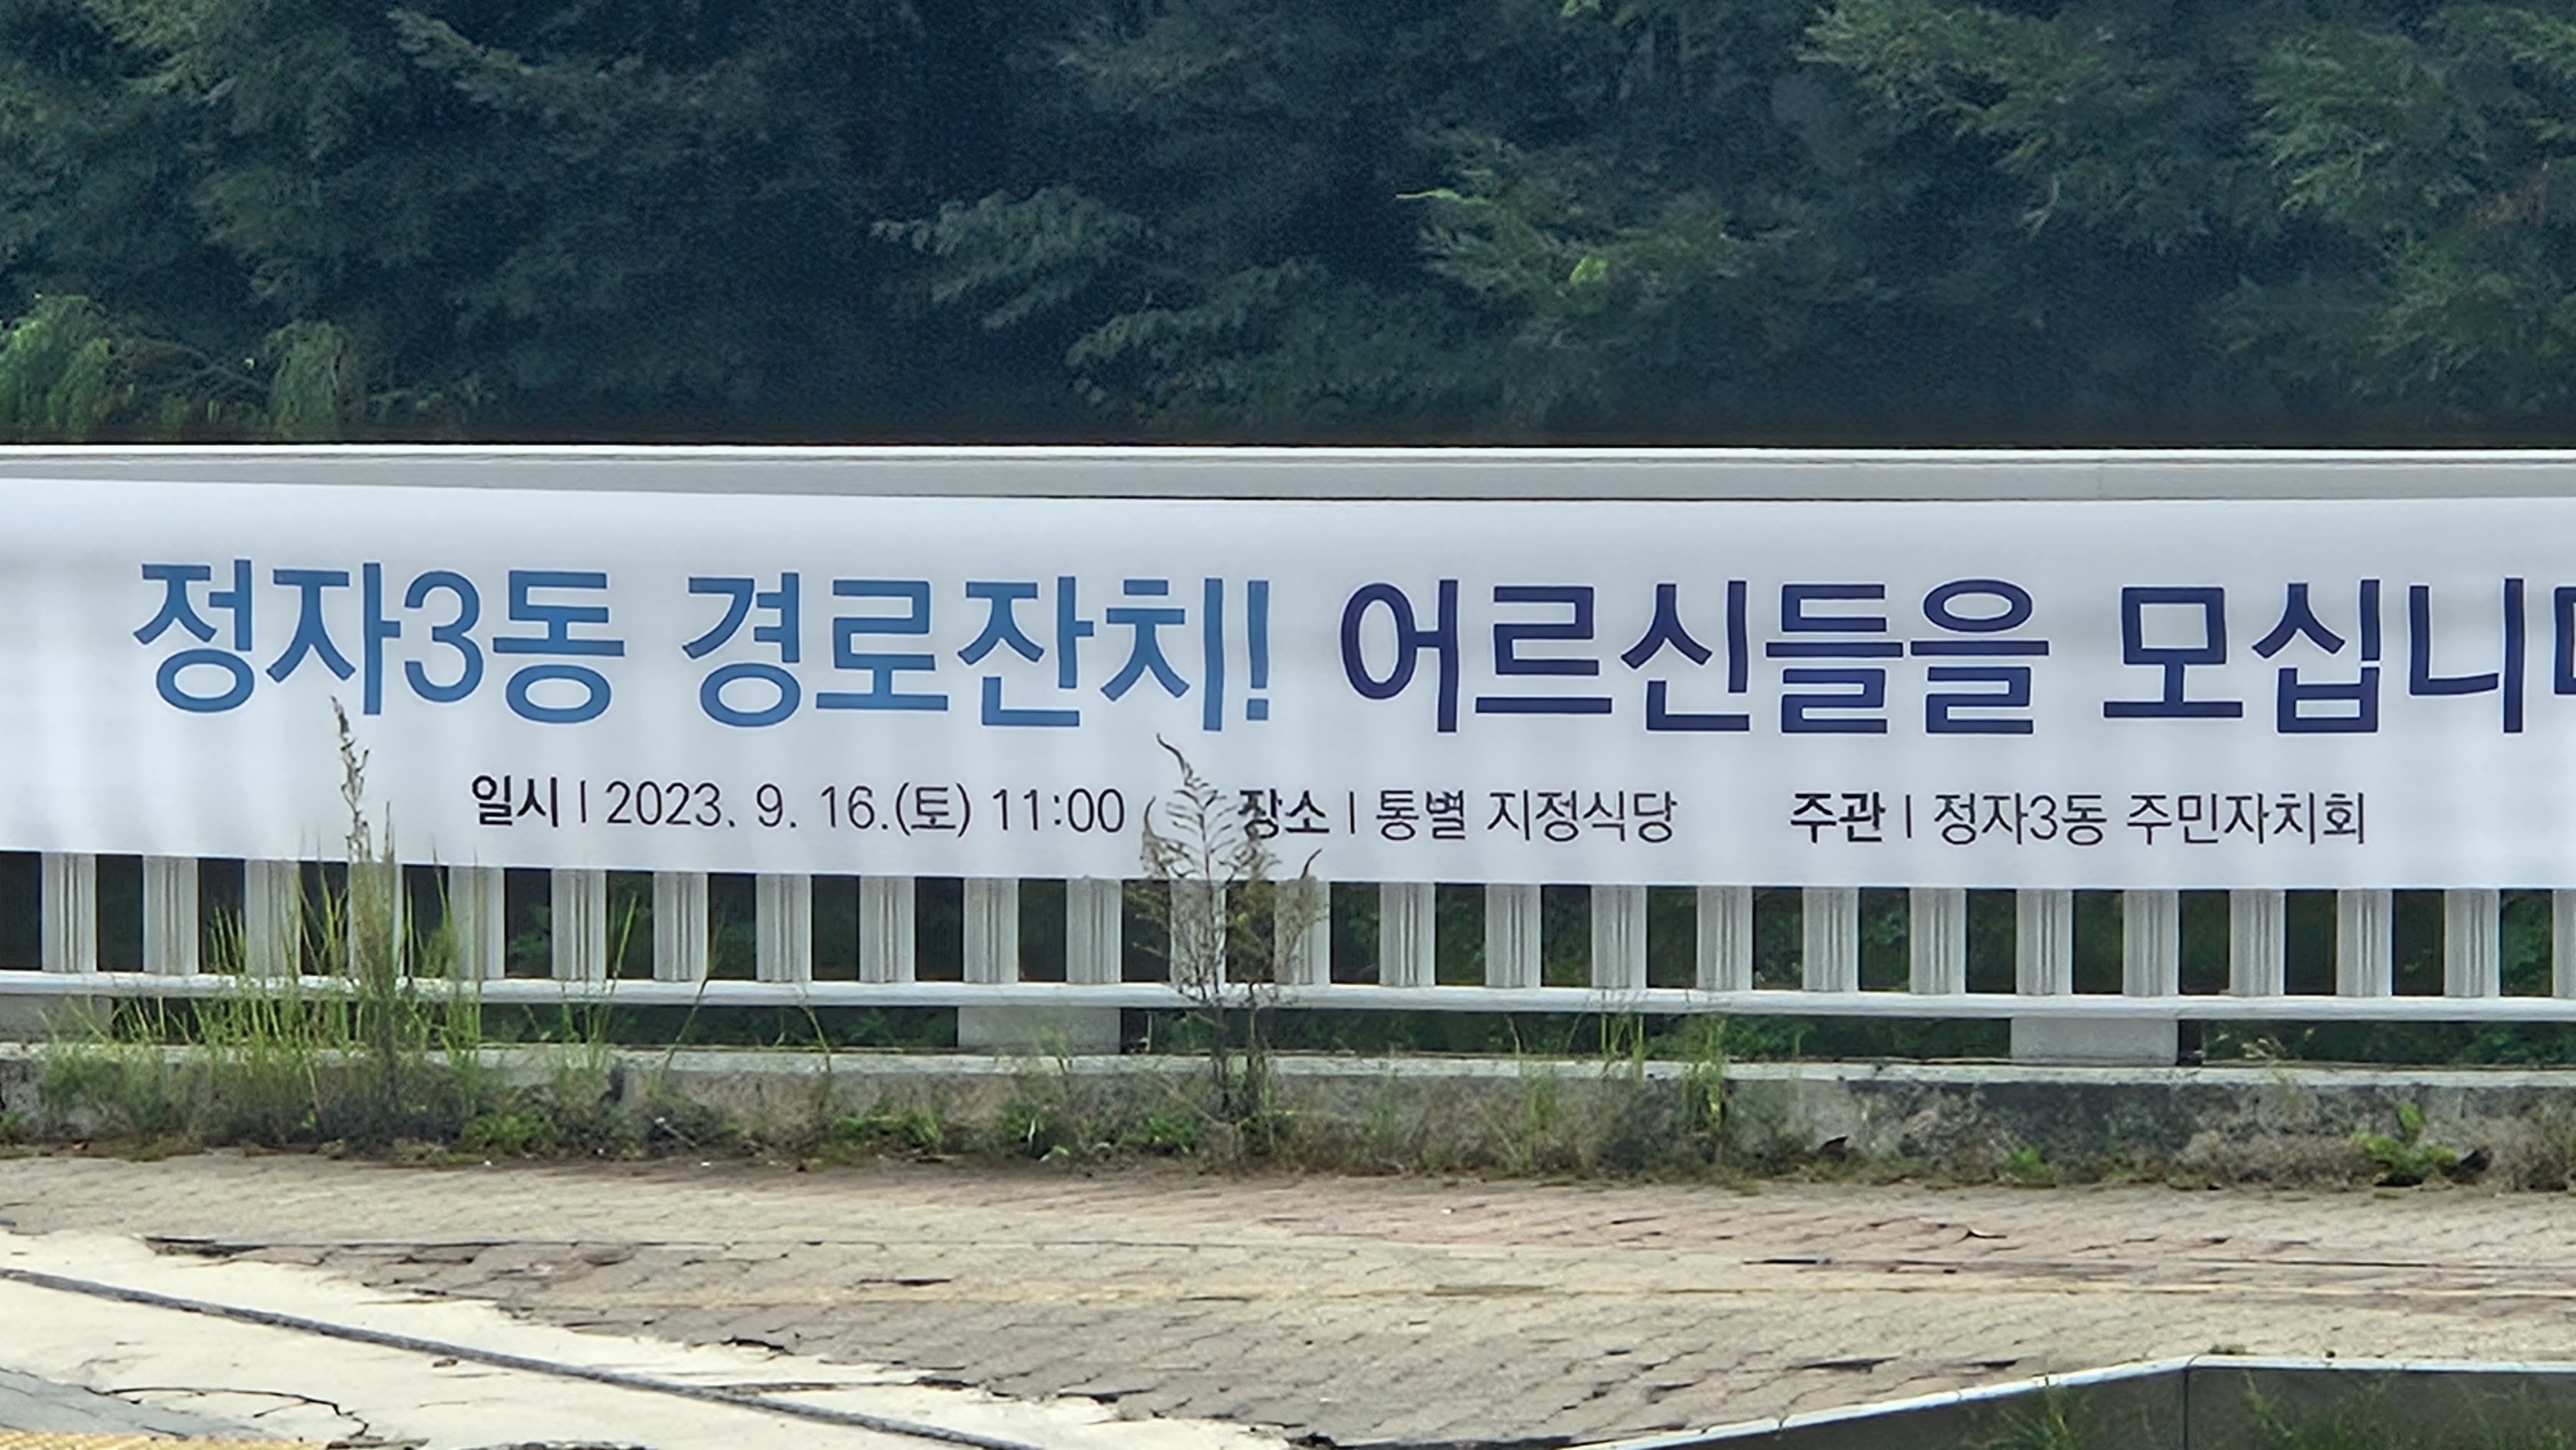 정자3동 경로잔치! 어르신들을 모십니다
일시 | 2023. 9. 16.(토) 11:00 장소 | 통별 지정식당 주관 | 정자3동 주민자치회